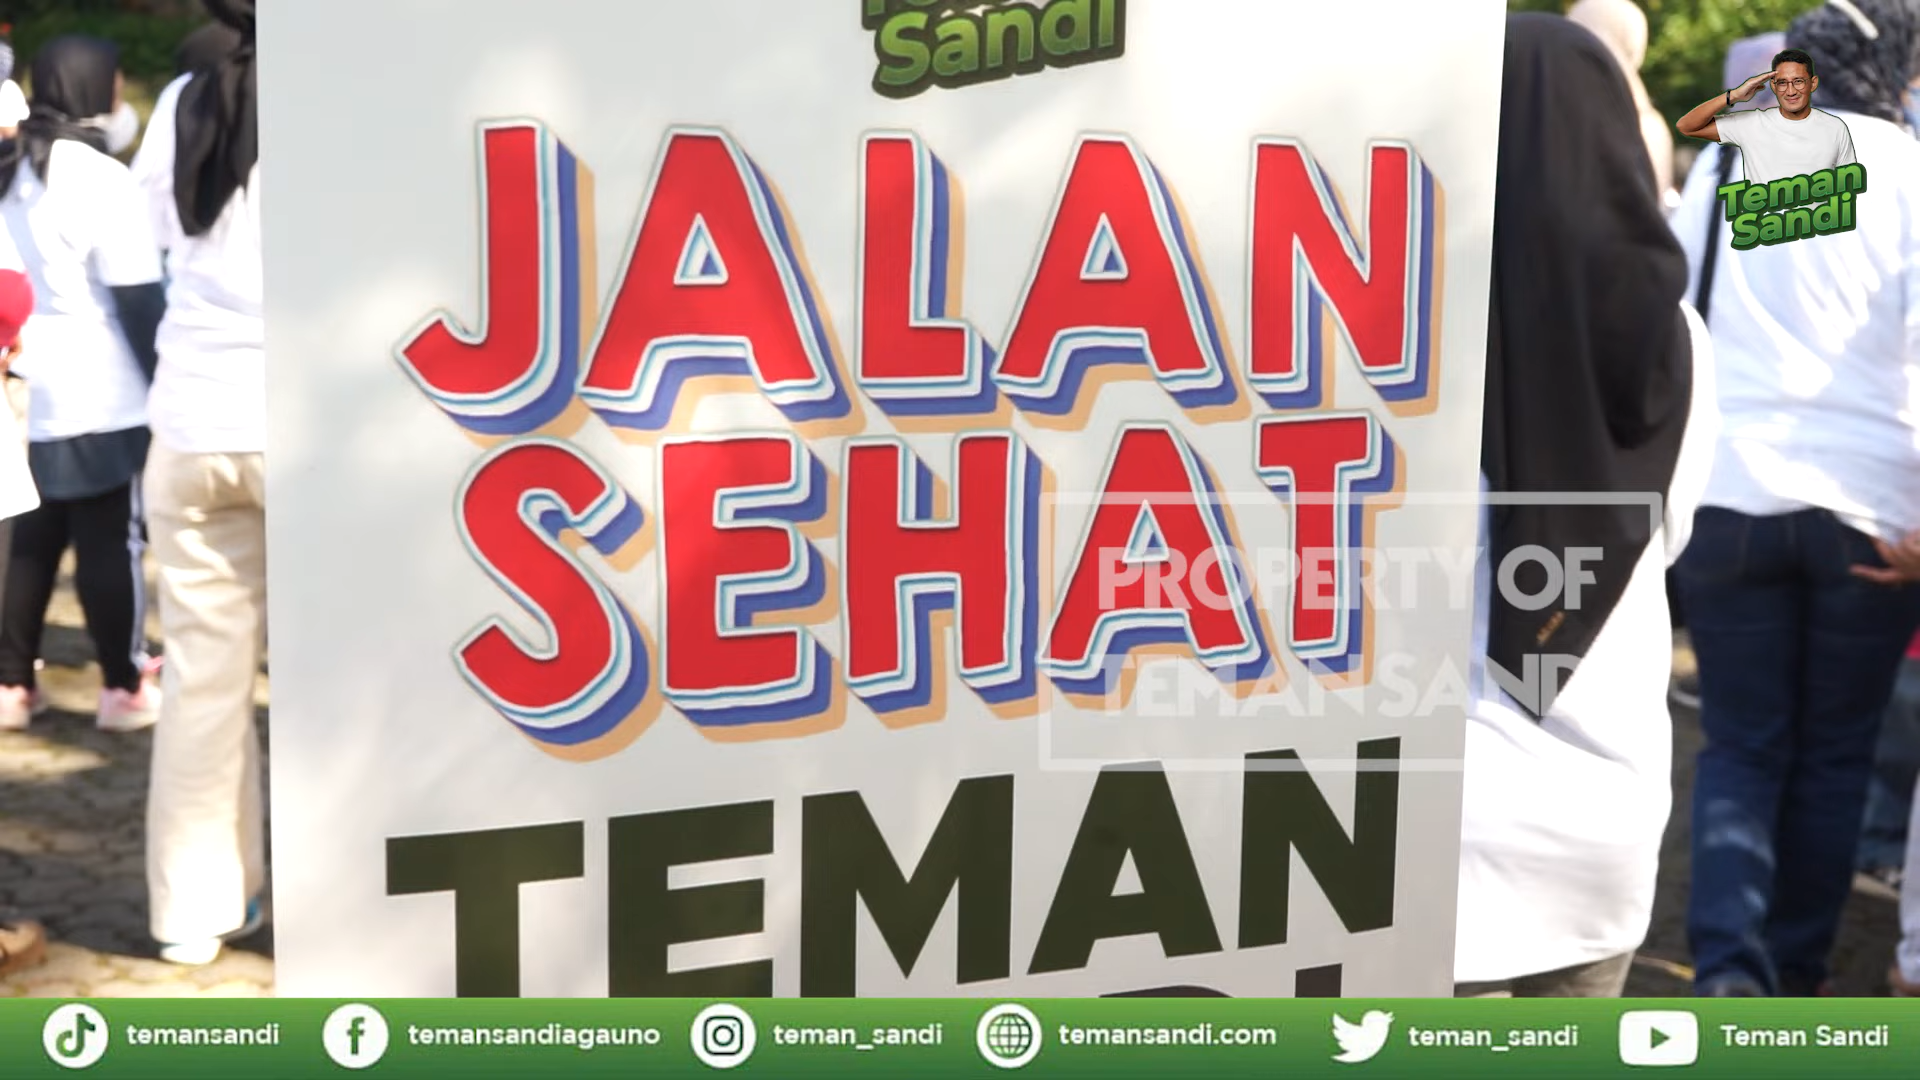 Sandi
JALAN
SEHAT
TEMAN
Teman
Sandi
PROPERTY OF
TEMAN SANDI
temansandi
temansandiagauno
teman_sandi
temansandi.com
teman_sandi
Teman Sandi